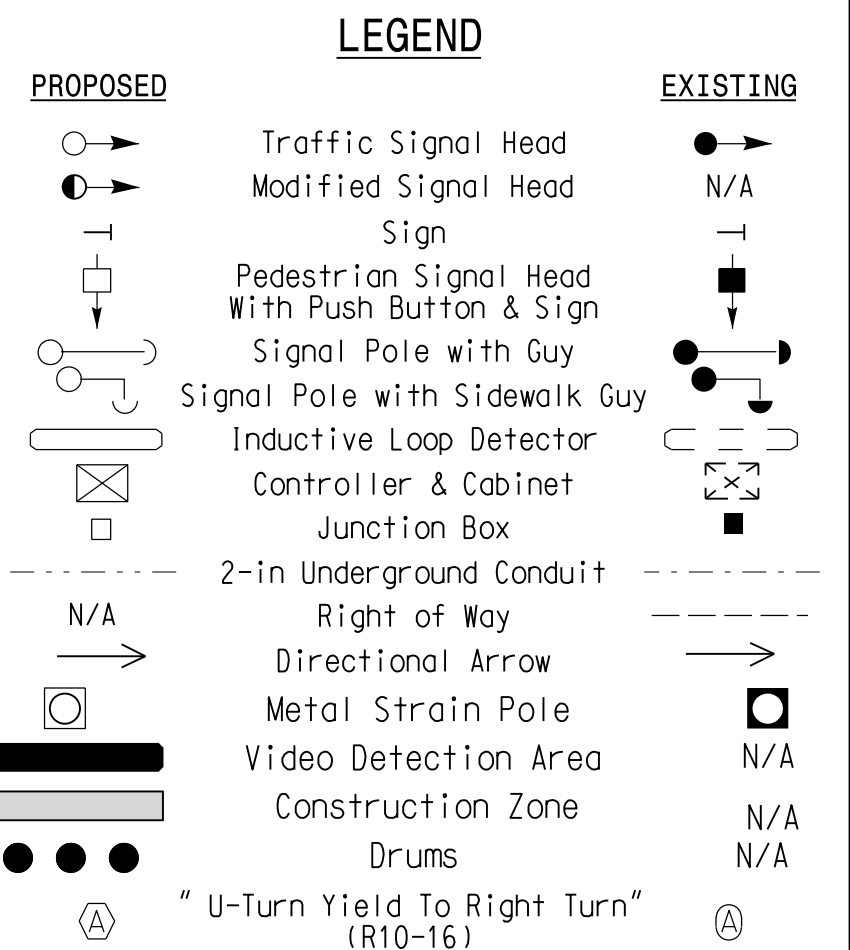 LEGEND
PROPOSED EXISTING
Traffic Signal Head
Modified Signal Head N/A
Sign
Pedestrian Signal Head
With Push Button & Sign
Signal Pole with Guy
Signal Pole with Sidewalk Guy
Inductive Loop Detector
Controller & Cabinet
Junction Box
2-in Underground Conduit
N/A Right of Way
Directional Arrow
Metal Strain Pole
Video Detection Area N/A
Construction Zone N/A
Drums N/A
" U-Turn Yield To Right Turn"
A (R10-16) A